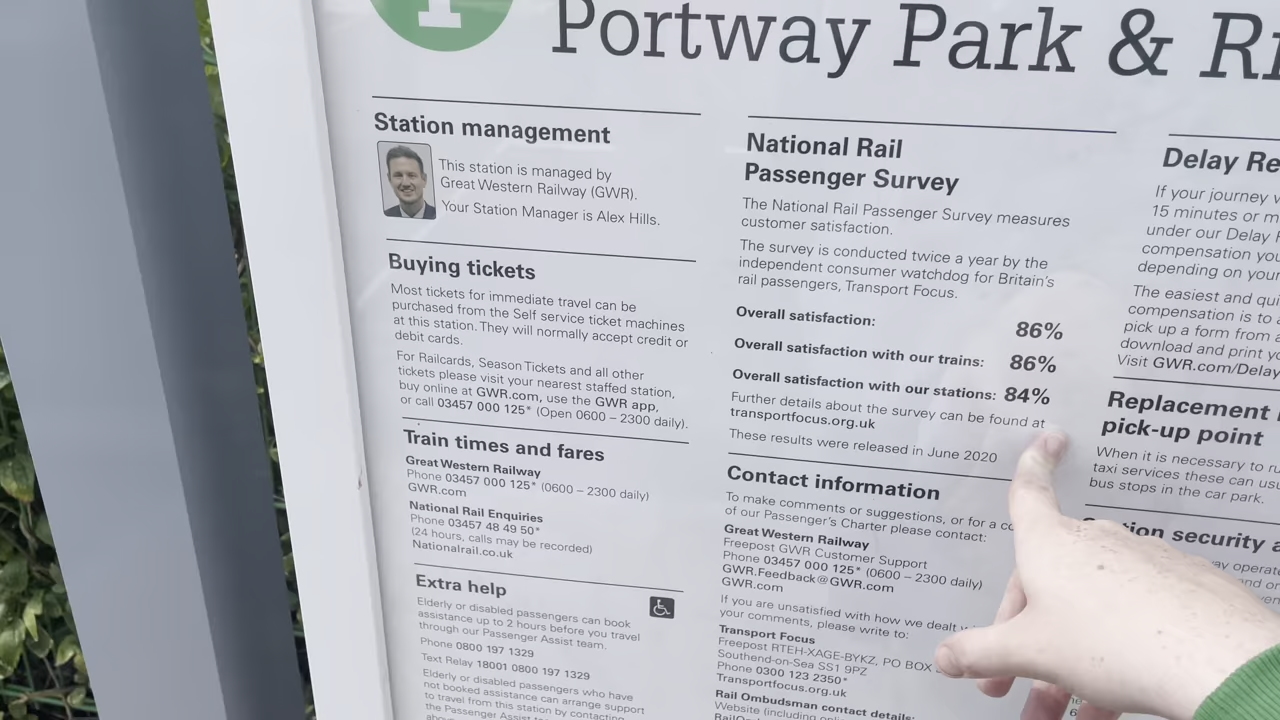 Portway Park &
Station management
This station is managed by
Great Western Railway (GWR).
Your Station Manager is Alex Hills.
Buying tickets
Most tickets for immediate travel can be
purchased from the Self service ticket machines
at this station. They will normally accept credit or
debit cards.
For Railcards, Season Tickets and all other
tickets please visit your nearest staffed station,
buy online at GWR.com, use the GWR app,
or call 03457 000 125* (Open 0600 – 2300 daily).
Train times and fares
Great Western Railway
Phone 03457 000 125* (0600 – 2300 daily)
GWR.com
National Rail Enquiries
Phone 03457 48 49 50*
(24 hours, calls may be recorded)
Nationalrail.co.uk
Extra help
Elderly or disabled passengers can book
assistance up to 2 hours before you travel
through our Passenger Assist team.
Phone 0800 197 1329
Text Relay 18001 0800 197 1329
Elderly or disabled passengers who have
not booked assistance can arrange support
to travel from this station by contacting
the Passenger Assist
National Rail
Passenger Survey
The National Rail Passenger Survey measures
customer satisfaction.
The survey is conducted twice a year by the
independent consumer watchdog for Britain's
rail passengers, Transport Focus.
Overall satisfaction: 86%
Overall satisfaction with our trains: 86%
Overall satisfaction with our stations: 84%
Further details about the survey can be found at
transportfocus.org.uk
These results were released in June 2020
Contact information
To make comments or suggestions, or for a
of our Passenger's Charter please contact:
Great Western Railway
Freepost GWR Customer Support
Phone 03457 000 125* (0600 – 2300 daily)
GWR.Feedback@GWR.com
GWR.com
If you are unsatisfied with how we dealt
your comments, please write to:
Transport Focus
Freepost RTEH-XAGE-BYKZ, PO BOX
Southend-on-Sea SS1 9PZ
Phone 0300 123 2350*
Transportfocus.org.uk
Rail Ombudsman contact details:
Website (including
Delay
If your journey
15 minutes or
under our Delay
compensation you
depending on your
The easiest and
compensation is to
pick up a form from
download and print
Visit GWR.com/Delay
Replacement
pick-up point
When it is necessary to
taxi services these can
bus stops in the car park.
security